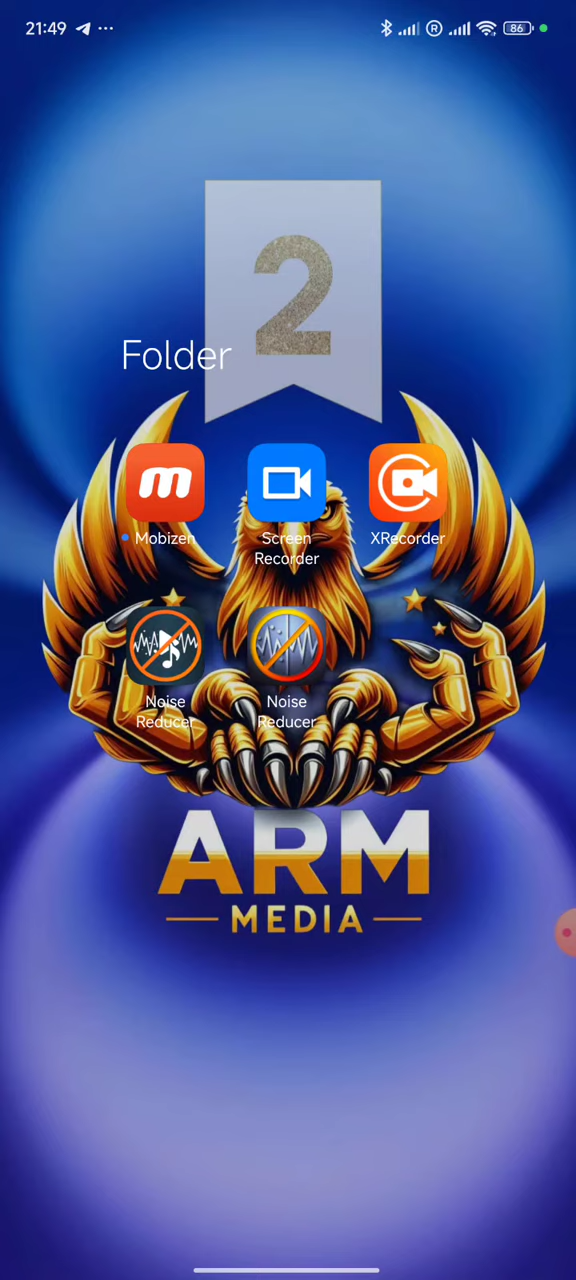 21:49
R
86
2
Folder
m
Mobizen
Screen
Recorder
XRecorder
Noise
Reducer
Noise
Reducer
ARM
MEDIA